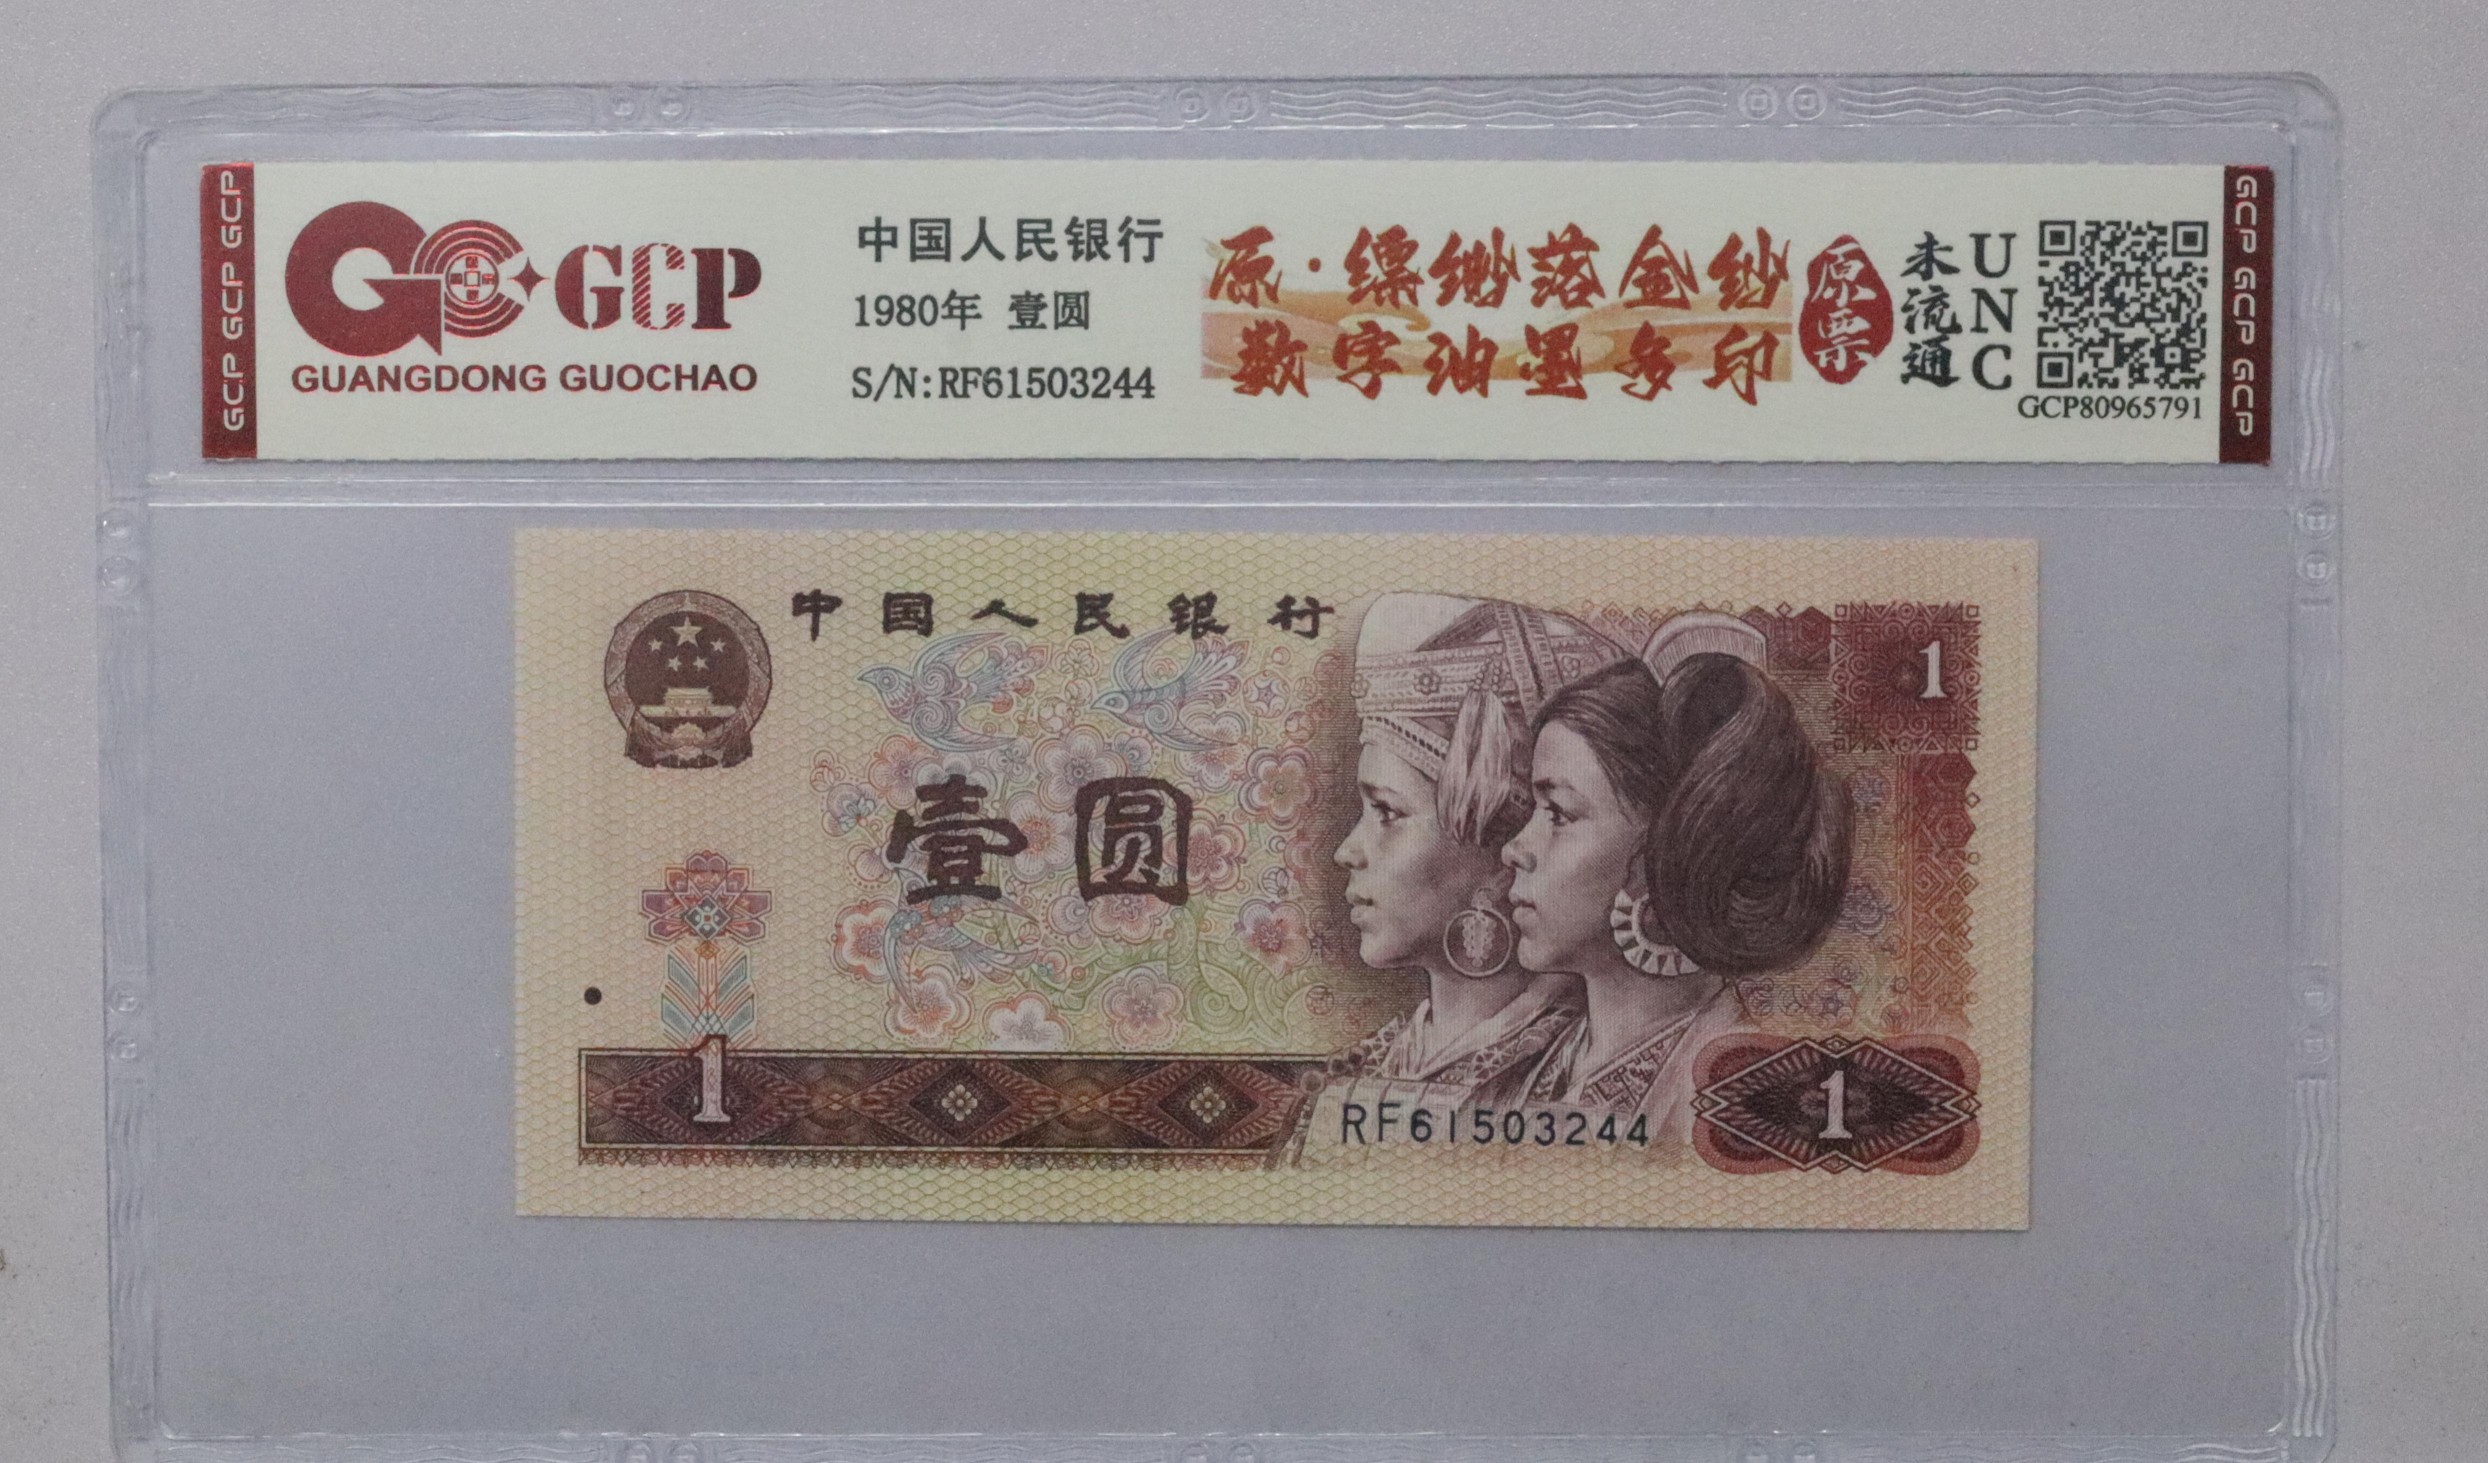 GCP GCP GCP
GCP
GUANGDONG GUOCHAO
中国人民银行
1980年 壹圆
S/N:RF61503244
原·缥缈落金纱
数字油墨多印
原票
未流通
UNC
GCP80965791
GCP GCP GCP
中国人民银行
1
壹圆
1
RF61503244
1